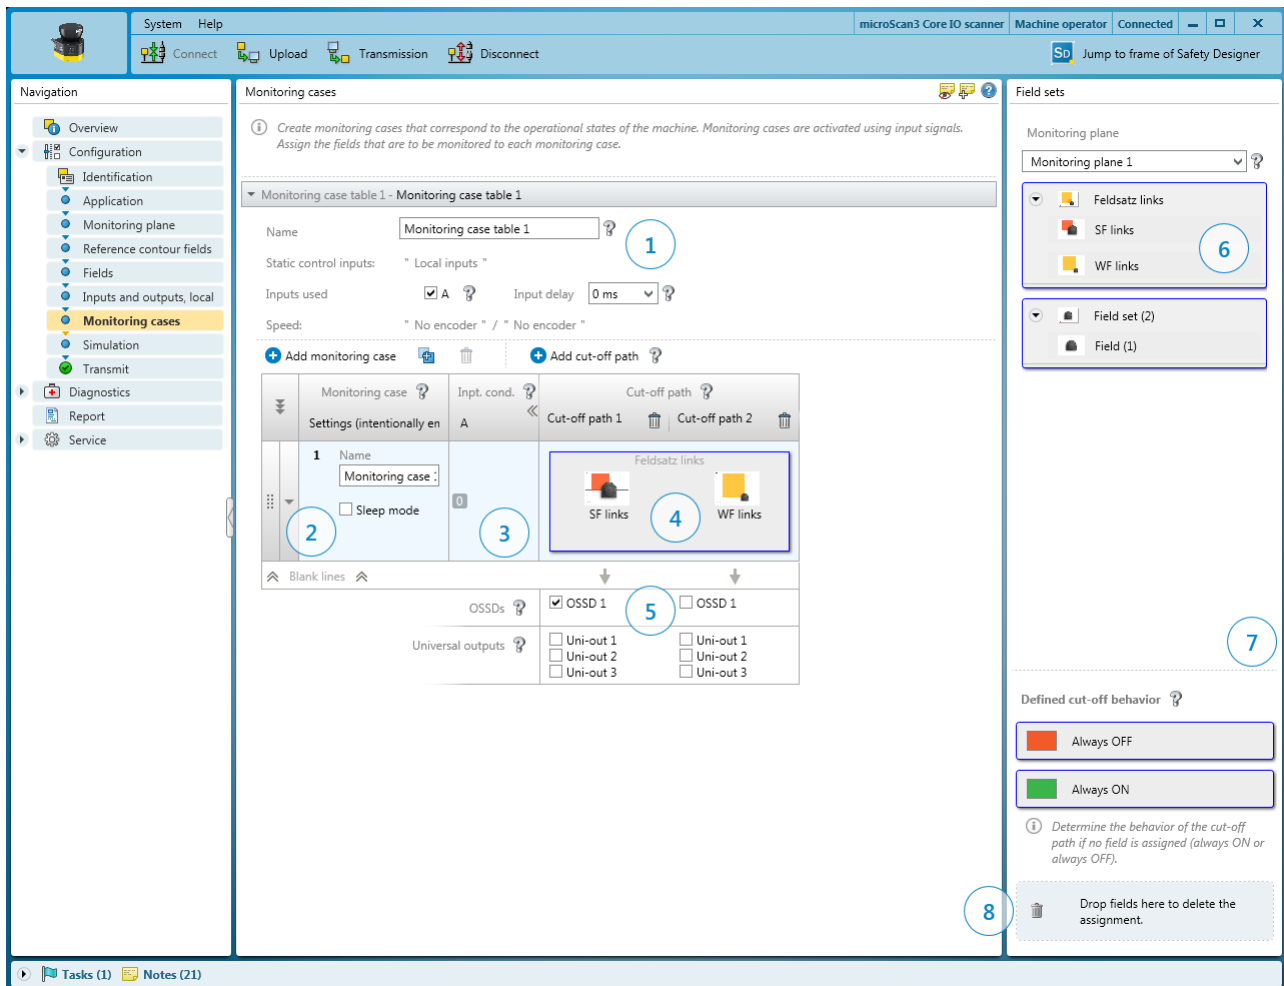 System Help
microScan3 Core IO scanner Machine operator Connected
Connect Upload Transmission Disconnect
SD Jump to frame of Safety Designer
Navigation
Overview
Configuration
Identification
Application
Monitoring plane
Reference contour fields
Fields
Inputs and outputs, local
Monitoring cases
Simulation
Transmit
Diagnostics
Report
Service
Monitoring cases
Create monitoring cases that correspond to the operational states of the machine. Monitoring cases are activated using input signals.
Assign the fields that are to be monitored to each monitoring case.
Monitoring case table 1 - Monitoring case table 1
Name Monitoring case table 1
1
Static control inputs: " Local inputs "
Inputs used A Input delay 0 ms
Speed: " No encoder " / " No encoder "
Add monitoring case Add cut-off path
Monitoring case Inpt. cond. Cut-off path
Settings (intentionally en A Cut-off path 1 Cut-off path 2
1 Name
Monitoring case
Sleep mode
2
0
3
Feldsatz links
SF links 4 WF links
Blank lines
OSSDs OSSD 1 5 OSSD 1
Universal outputs Uni-out 1 Uni-out 1
Uni-out 2 Uni-out 2
Uni-out 3 Uni-out 3
Field sets
Monitoring plane
Monitoring plane 1
Feldsatz links
SF links
6
WF links
Field set (2)
Field (1)
7
Defined cut-off behavior
Always OFF
Always ON
Determine the behavior of the cut-off
path if no field is assigned (always ON or
always OFF).
8
Drop fields here to delete the
assignment.
Tasks (1) Notes (21)